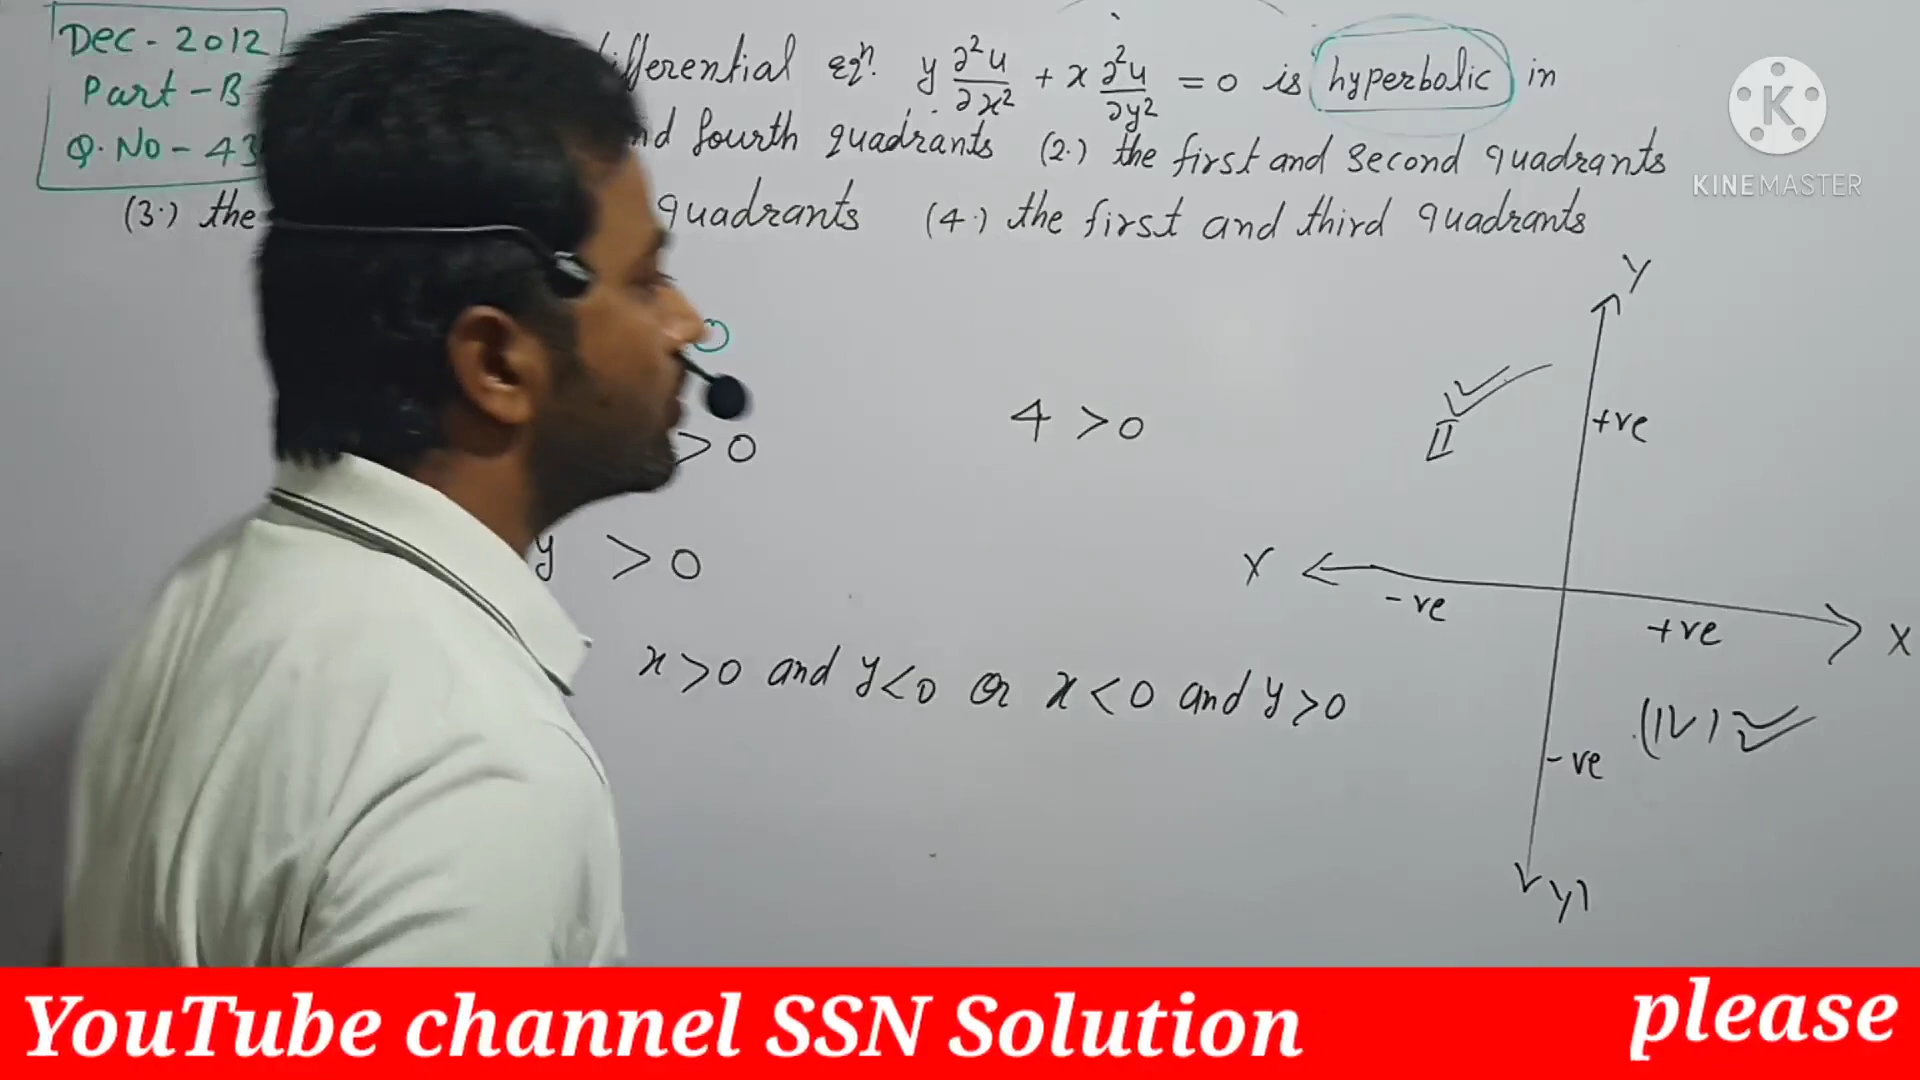 Dec - 2012
Part - B
Q. No - 43
differential eqⁿ. y ∂²u/∂x² + x ∂²u/∂y² = 0 is hyperbolic in
fourth quadrants (2.) the first and second quadrants
(3.) the quadrants (4.) the first and third quadrants
KINEMASTER
0
> 0
4 > 0
y > 0
x > 0 and y < 0 or x < 0 and y > 0
Y
II
+ve
X
-ve
+ve
X
(IV)
-ve
Y1
YouTube channel SSN Solution
please